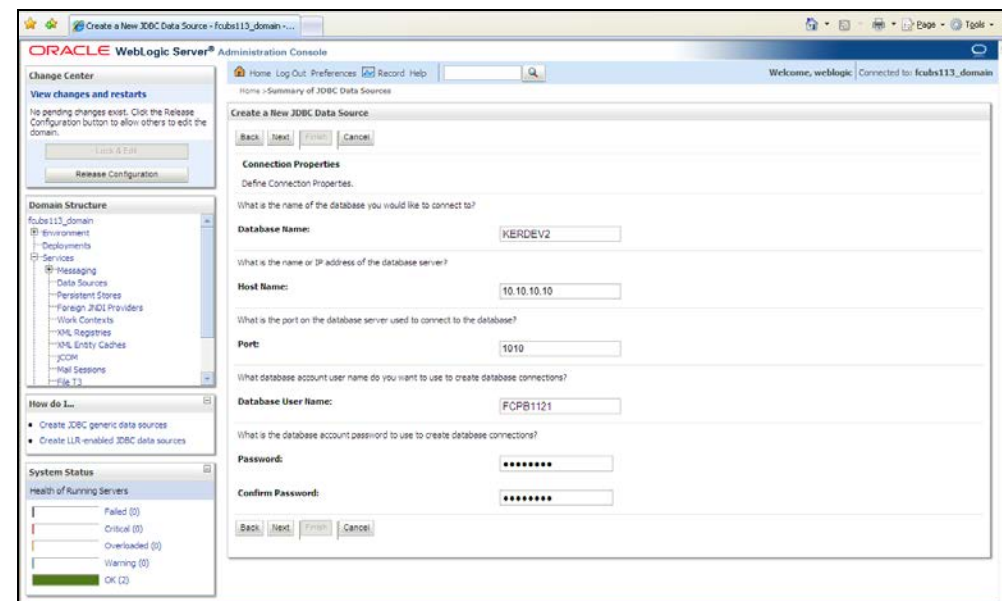 Create a New JDBC Data Source - fcubs113_domain -...
Page
Tools
ORACLE WebLogic Server® Administration Console
Change Center
View changes and restarts
No pending changes exist. Click the Release
Configuration button to allow others to edit the
domain.
Lock & Edit
Release Configuration
Domain Structure
fcubs113_domain
Environment
Deployments
Services
Messaging
Data Sources
Persistent Stores
Foreign JNDI Providers
Work Contexts
XML Registries
XML Entity Caches
jCOM
Mail Sessions
File T3
How do I...
Create JDBC generic data sources
Create LLR-enabled JDBC data sources
System Status
Health of Running Servers
Failed (0)
Critical (0)
Overloaded (0)
Warning (0)
OK (2)
Home Log Out Preferences Record Help
Welcome, weblogic Connected to: fcubs113_domain
Home >Summary of JDBC Data Sources
Create a New JDBC Data Source
Back Next Finish Cancel
Connection Properties
Define Connection Properties.
What is the name of the database you would like to connect to?
Database Name: KERDEV2
What is the name or IP address of the database server?
Host Name: 10.10.10.10
What is the port on the database server used to connect to the database?
Port: 1010
What database account user name do you want to use to create database connections?
Database User Name: FCPB1121
What is the database account password to use to create database connections?
Password: ••••••••
Confirm Password: ••••••••
Back Next Finish Cancel